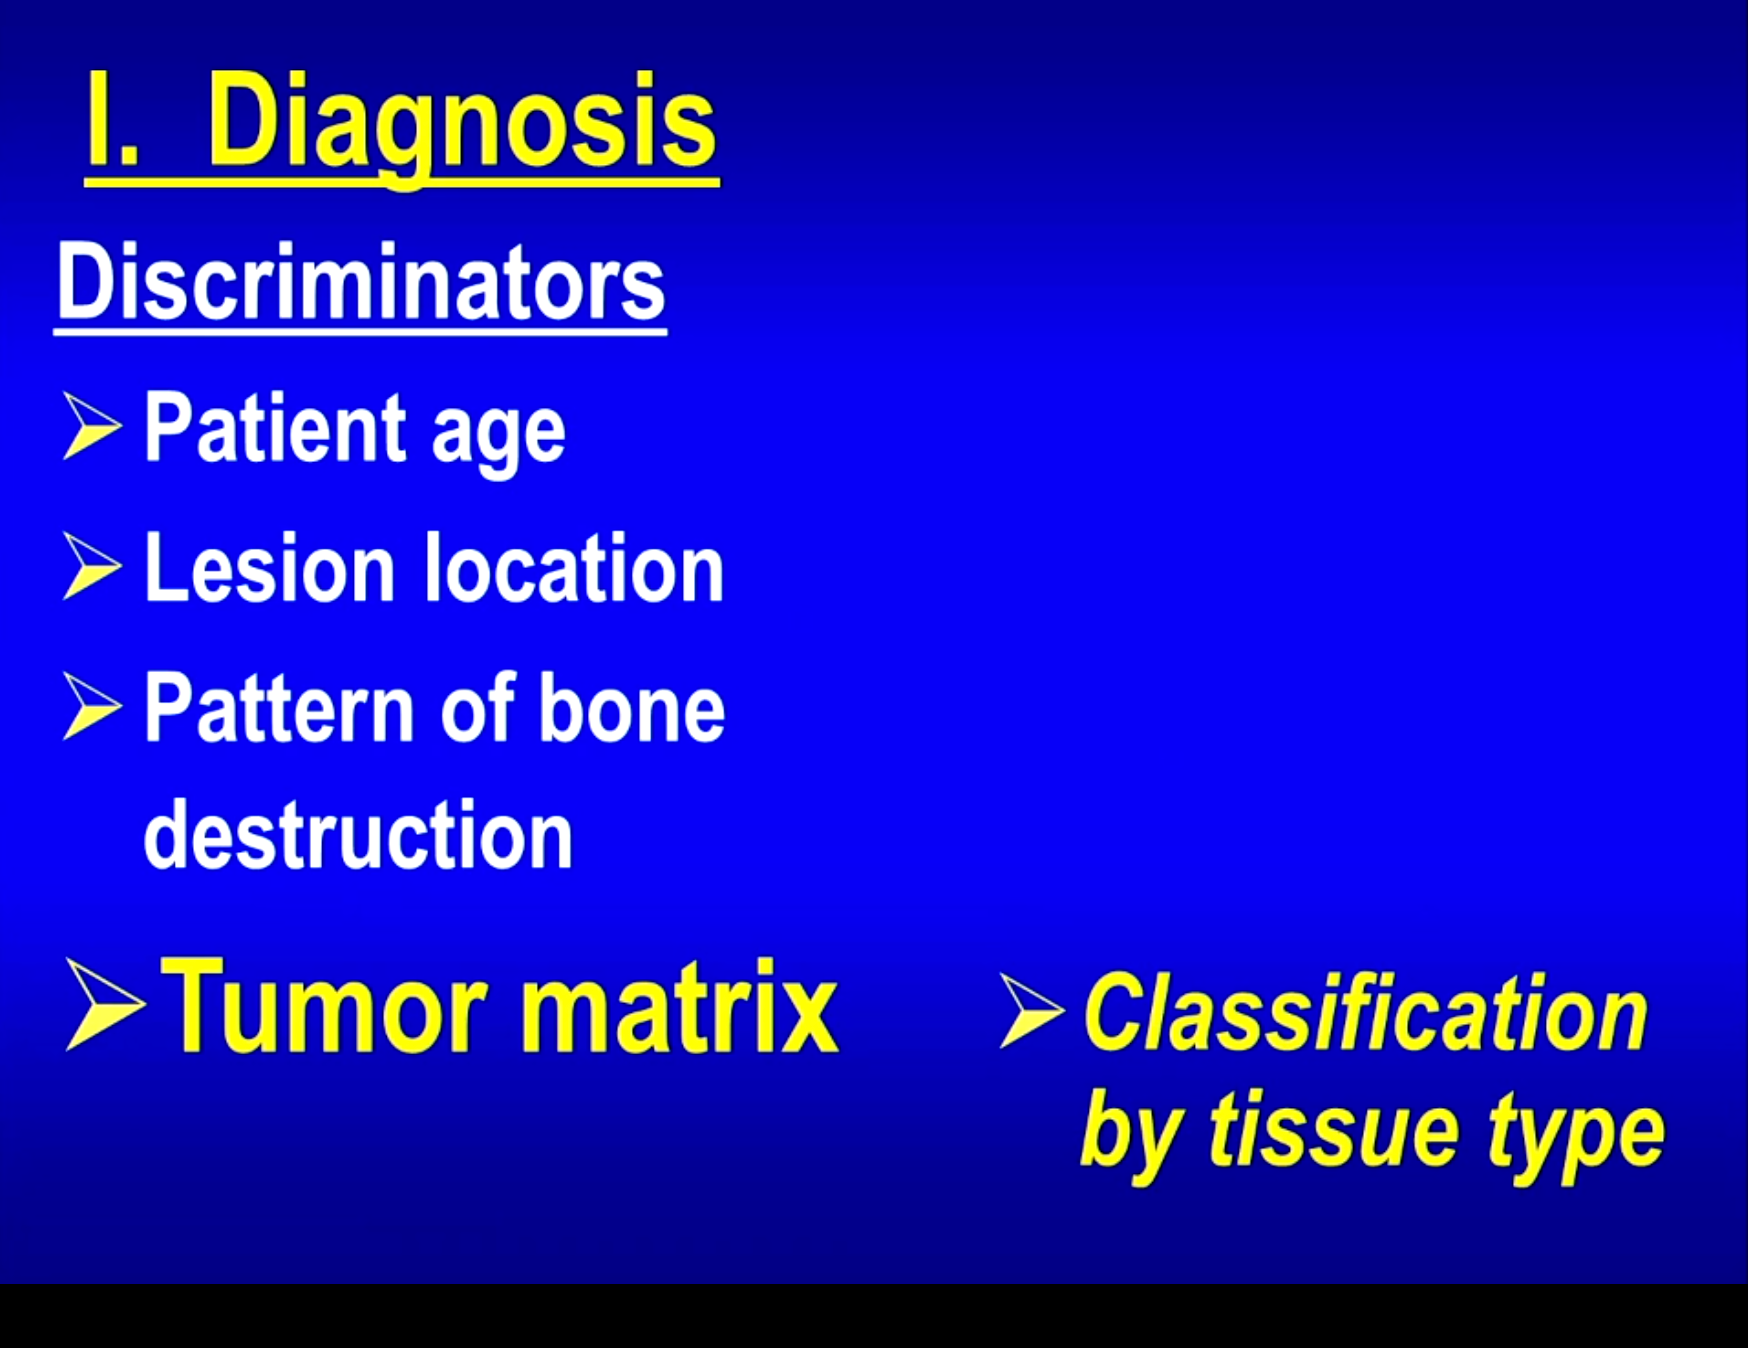 I. Diagnosis
Discriminators
Patient age
Lesion location
Pattern of bone
destruction
Tumor matrix
Classification
by tissue type